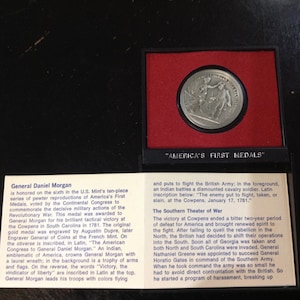 "AMERICA'S FIRST MEDALS"
General Daniel Morgan
is honored on the sixth in the U.S. Mint's ten-piece
series of pewter reproductions of America's First
Medals, voted by the Continental Congress to
commemorate the decisive military actions of the
Revolutionary War. This medal was awarded to
General Morgan for his brilliant tactical victory at
the Cowpens in South Carolina in 1781. The original
gold medal was engraved by Augustin Dupre, later
Engraver General of Coins at the French Mint. On
the obverse is inscribed, in Latin, "The American
Congress to General Daniel Morgan." An Indian,
emblematic of America, crowns General Morgan with
a laurel wreath; in the background is a trophy of arms
and flags. On the reverse, the words "Victory, the
vindicator of liberty" are inscribed in Latin at the top,
General Morgan leads his troops with colors flying
and puts to flight the British Army; in the foreground,
an Indian battles a dismounted cavalry soldier. Latin
inscription below: "The enemy put to flight, taken, or
slain, at the Cowpens, January 17, 1781."
The Southern Theater of War
The victory at Cowpens ended a bitter two-year period
of defeat for America and brought renewed spirit to
the fight. After failing to quell the rebellion in the
North, the British had decided to shift their operations
into the South. Soon all of Georgia was taken and
both North and South Carolina were invaded. General
Nathanael Greene was appointed to succeed General
Horatio Gates in command of the Southern Army.
When he took command the army was so small he
had to avoid direct confrontation with the British. So
he started a program of harassment, breaking up